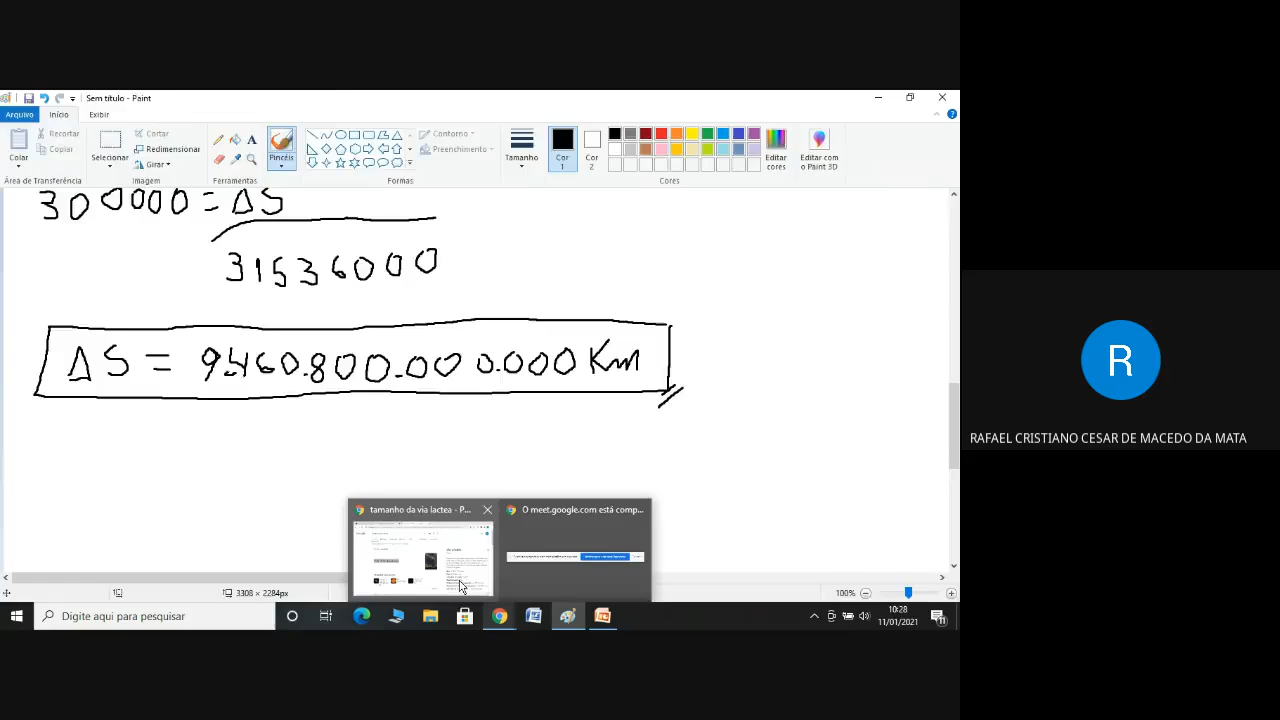 Sem título - Paint
Arquivo Início Exibir
Colar
Recortar
Copiar
Área de Transferência
Selecionar
Cortar
Redimensionar
Girar
Imagem
Ferramentas
Pincéis
Contorno
Preenchimento
Formas
Tamanho
Cor 1
Cor 2
Editar cores
Editar com o Paint 3D
Cores
300000 = ΔS
31536000
ΔS = 9.460.800.000.000 Km
tamanho da via lactea - P...
O meet.google.com está comp...
3308 × 2284px
100%
Digite aqui para pesquisar
10:28
11/01/2021
R
RAFAEL CRISTIANO CESAR DE MACEDO DA MATA